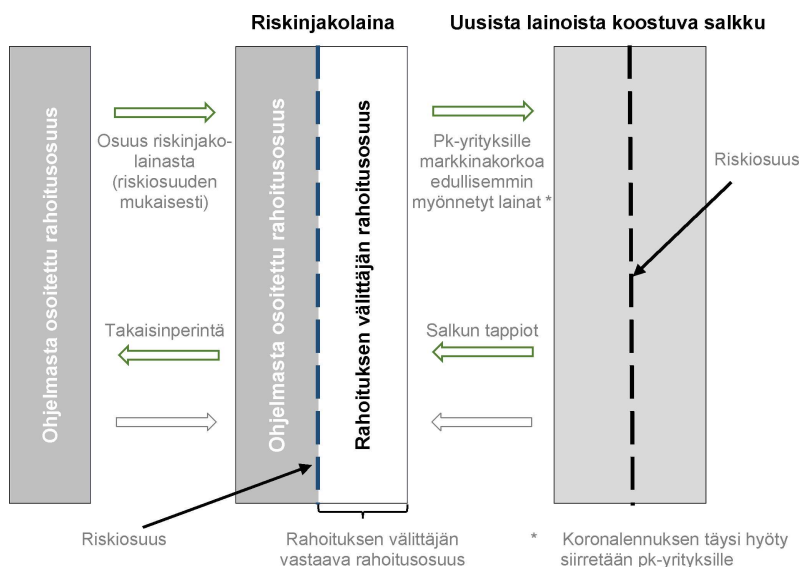 Riskinjakolaina
Uusista lainoista koostuva salkku
Ohjelmasta osoitettu rahoitusosuus
Osuus riskinjako-
lainasta
(riskiosuuden
mukaisesti)
Takaisinperintä
Ohjelmasta osoitettu rahoitusosuus
Rahoituksen välittäjän rahoitusosuus
Pk-yrityksille
markkinakorkoa
edullisemmin
myönnetyt lainat *
Salkun tappiot
Riskiosuus
Riskiosuus
Rahoituksen välittäjän
vastaava rahoitusosuus
* Koronalennuksen täysi hyöty
siirretään pk-yrityksille